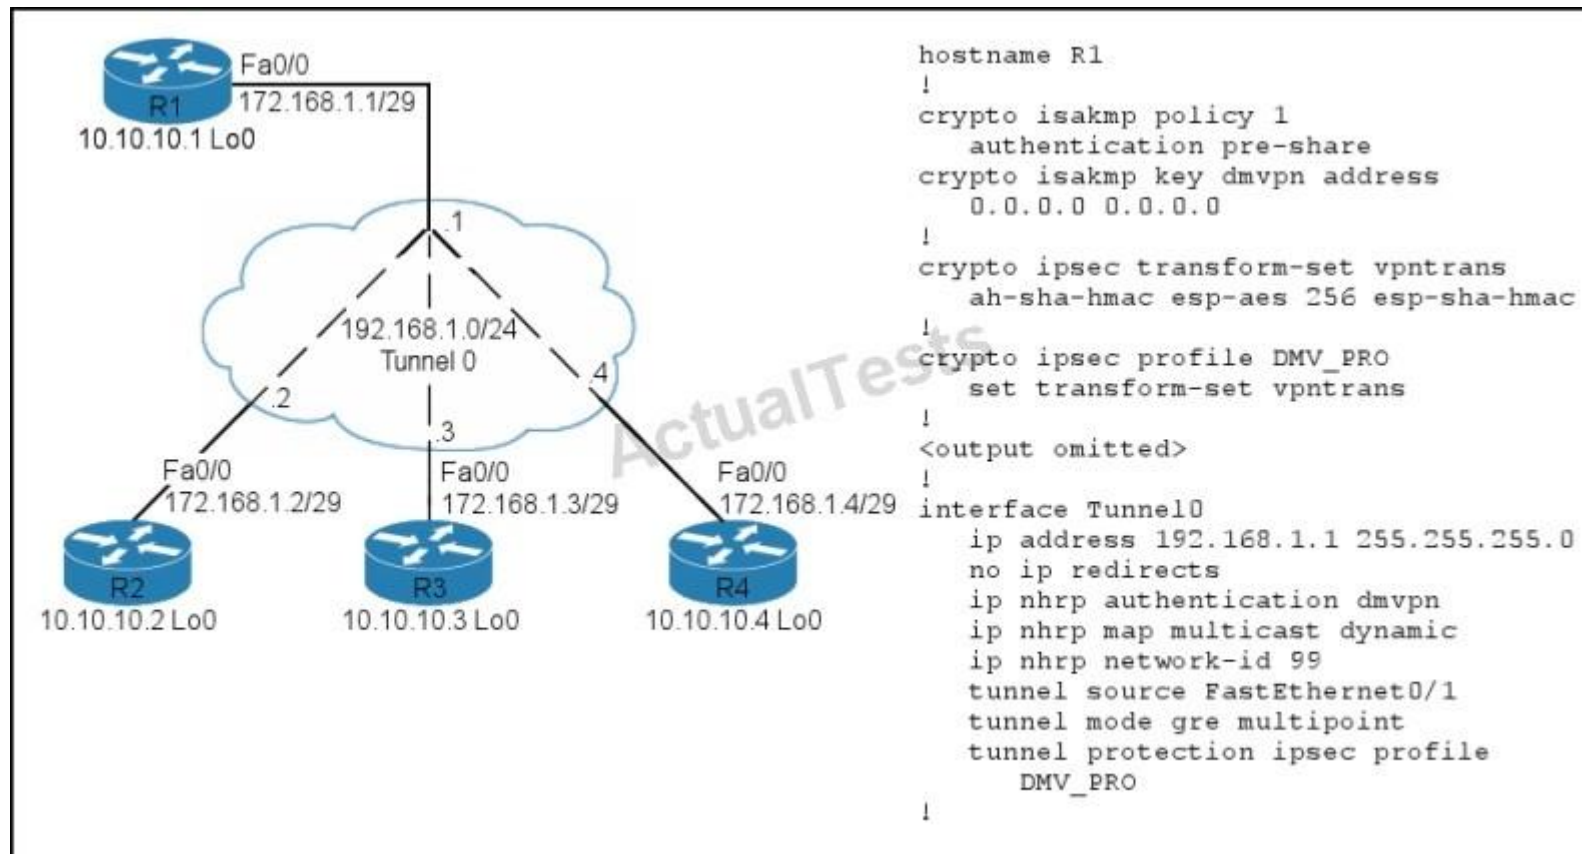 Fa0/0
172.168.1.1/29
R1
10.10.10.1 Lo0
.1
192.168.1.0/24
Tunnel 0
.2
.3
.4
Fa0/0
172.168.1.2/29
Fa0/0
172.168.1.3/29
Fa0/0
172.168.1.4/29
R2
R3
R4
10.10.10.2 Lo0
10.10.10.3 Lo0
10.10.10.4 Lo0
ActualTests
hostname R1
!
crypto isakmp policy 1
authentication pre-share
crypto isakmp key dmvpn address
0.0.0.0 0.0.0.0
!
crypto ipsec transform-set vpntrans
ah-sha-hmac esp-aes 256 esp-sha-hmac
!
crypto ipsec profile DMV_PRO
set transform-set vpntrans
!
<output omitted>
!
interface Tunnel0
ip address 192.168.1.1 255.255.255.0
no ip redirects
ip nhrp authentication dmvpn
ip nhrp map multicast dynamic
ip nhrp network-id 99
tunnel source FastEthernet0/1
tunnel mode gre multipoint
tunnel protection ipsec profile
DMV_PRO
!